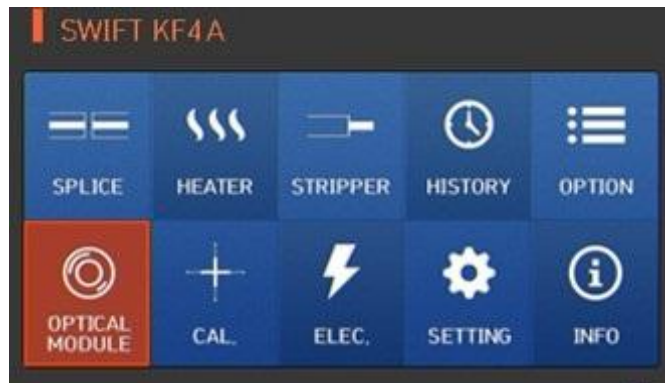 SWIFT KF4A
SPLICE
HEATER
STRIPPER
HISTORY
OPTION
OPTICAL
MODULE
CAL.
ELEC.
SETTING
INFO